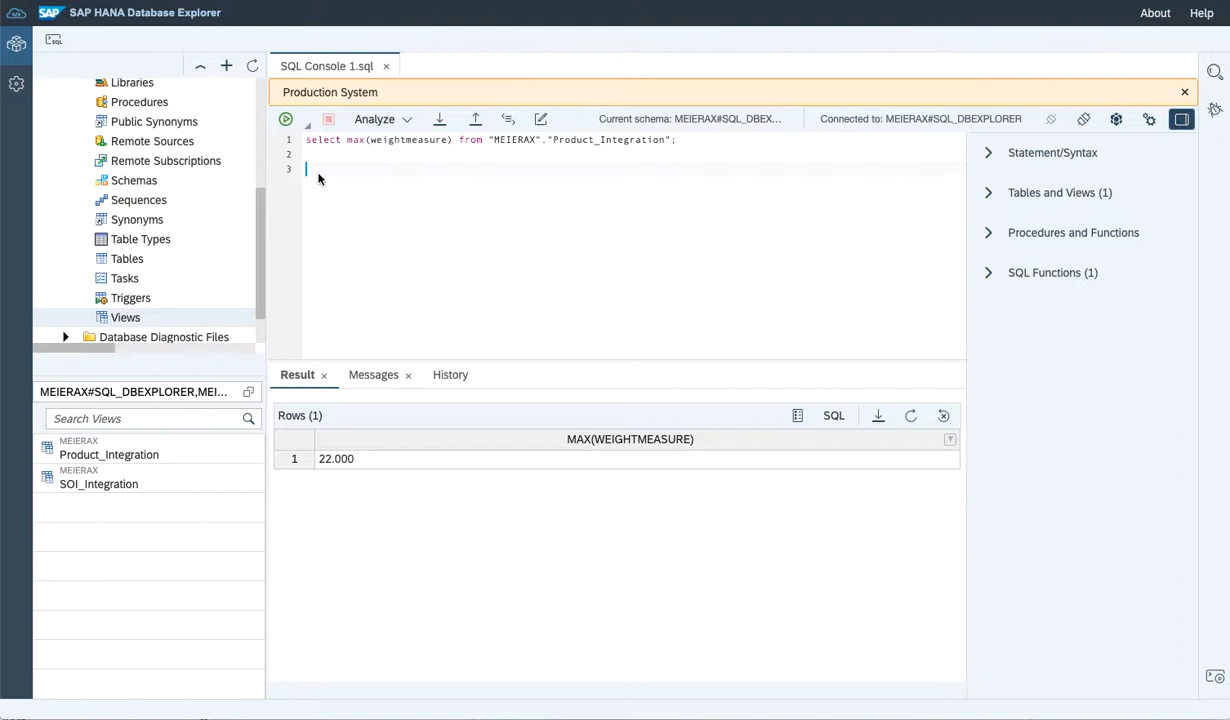 SAP SAP HANA Database Explorer
About
Help
SQL
SQL Console 1.sql
Libraries
Procedures
Public Synonyms
Remote Sources
Remote Subscriptions
Schemas
Sequences
Synonyms
Table Types
Tables
Tasks
Triggers
Views
Database Diagnostic Files
MEIERAX#SQL_DBEXPLORER,MEI...
Search Views
MEIERAX
Product_Integration
MEIERAX
SOI_Integration
Production System
Analyze
Current schema: MEIERAX#SQL_DBEX...
Connected to: MEIERAX#SQL_DBEXPLORER
1 select max(weightmeasure) from "MEIERAX"."Product_Integration";
2
3
Statement/Syntax
Tables and Views (1)
Procedures and Functions
SQL Functions (1)
Result
Messages
History
Rows (1)
SQL
MAX(WEIGHTMEASURE)
1 22.000